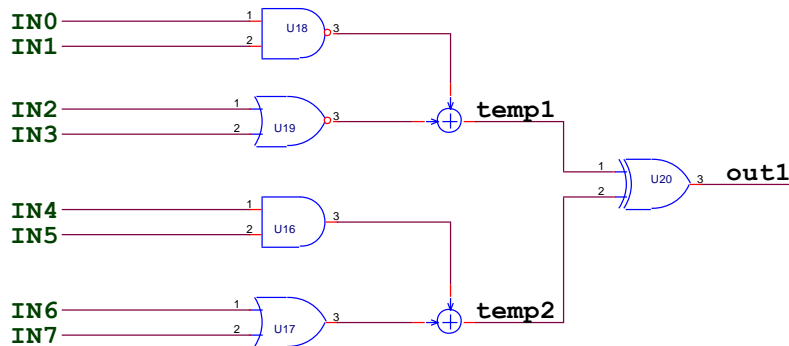 IN0 1 U18 3
IN1 2
IN2 1 U19 3 temp1
IN3 2
1 U20 3 out1
2
IN4 1 U16 3
IN5 2
IN6 1 U17 3 temp2
IN7 2